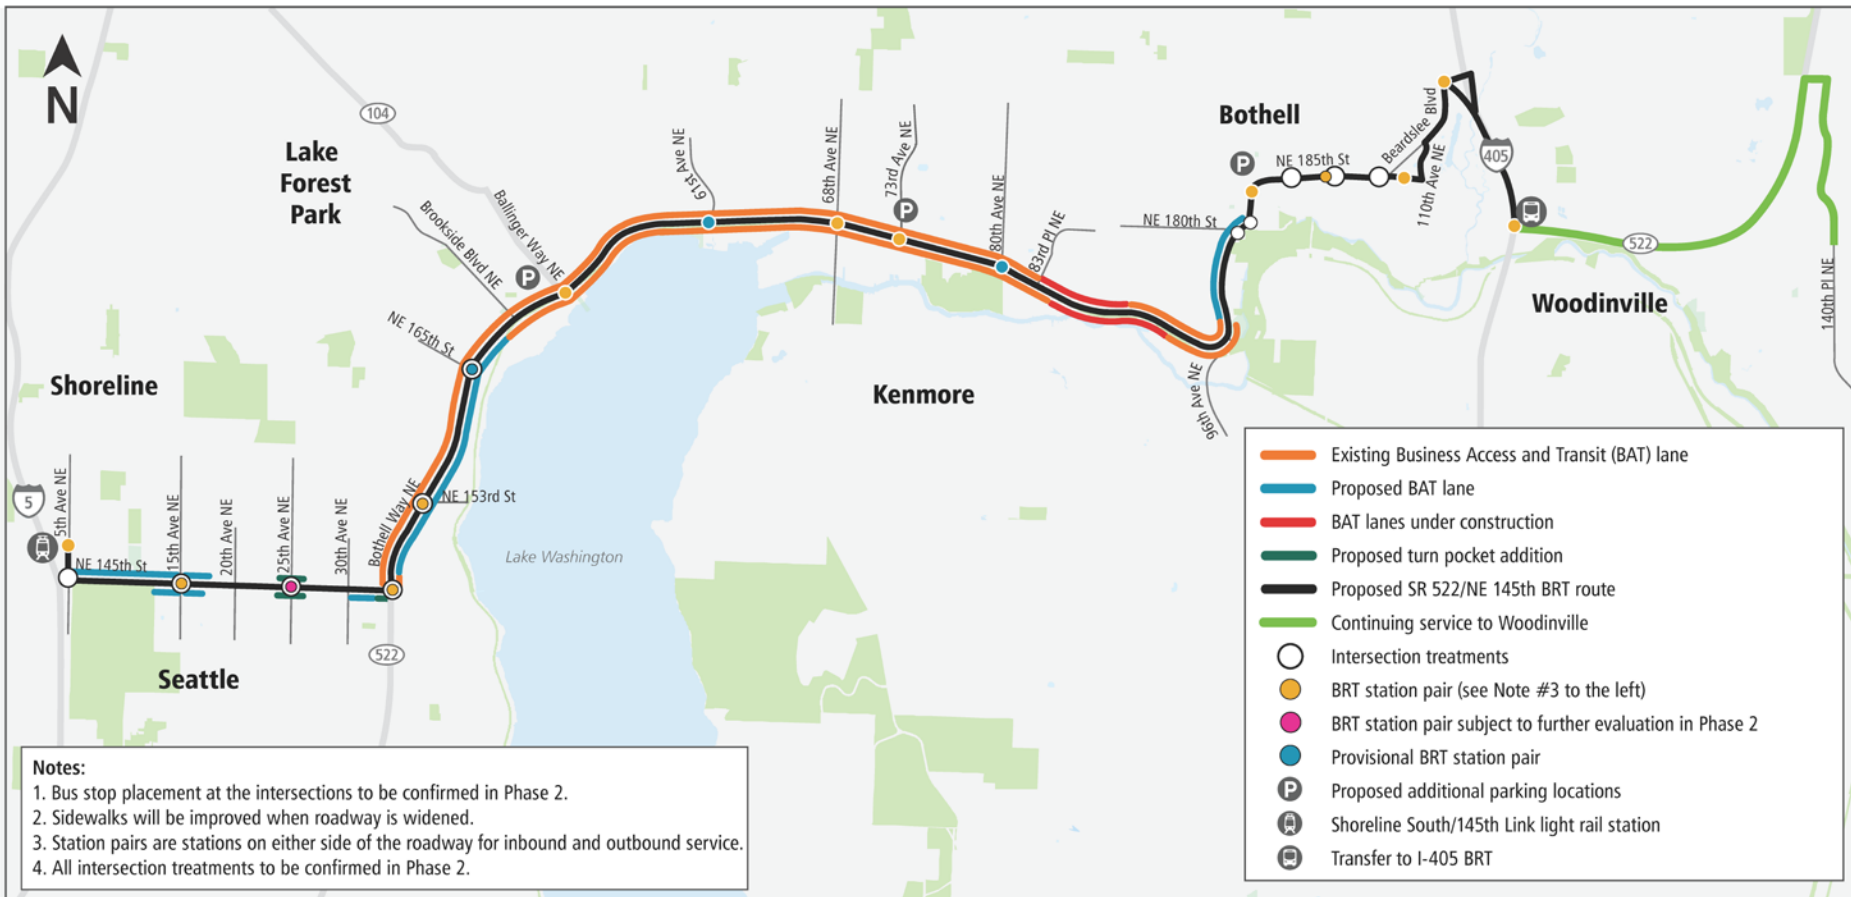 N
104
Lake
Forest
Park
Brookside Blvd NE
Ballinger Way NE
P
61st Ave NE
68th Ave NE
73rd Ave NE
P
80th Ave NE
83rd Pl NE
Bothell
P
NE 185th St
Beardslee Blvd
110th Ave NE
405
NE 180th St
522
Woodinville
140th Pl NE
NE 165th St
Shoreline
Kenmore
96th Ave NE
5
5th Ave NE
NE 145th St
15th Ave NE
20th Ave NE
25th Ave NE
30th Ave NE
Bothell Way NE
NE 153rd St
Lake Washington
522
Seattle
Notes:
1. Bus stop placement at the intersections to be confirmed in Phase 2.
2. Sidewalks will be improved when roadway is widened.
3. Station pairs are stations on either side of the roadway for inbound and outbound service.
4. All intersection treatments to be confirmed in Phase 2.
Existing Business Access and Transit (BAT) lane
Proposed BAT lane
BAT lanes under construction
Proposed turn pocket addition
Proposed SR 522/NE 145th BRT route
Continuing service to Woodinville
Intersection treatments
BRT station pair (see Note #3 to the left)
BRT station pair subject to further evaluation in Phase 2
Provisional BRT station pair
P Proposed additional parking locations
Shoreline South/145th Link light rail station
Transfer to I-405 BRT